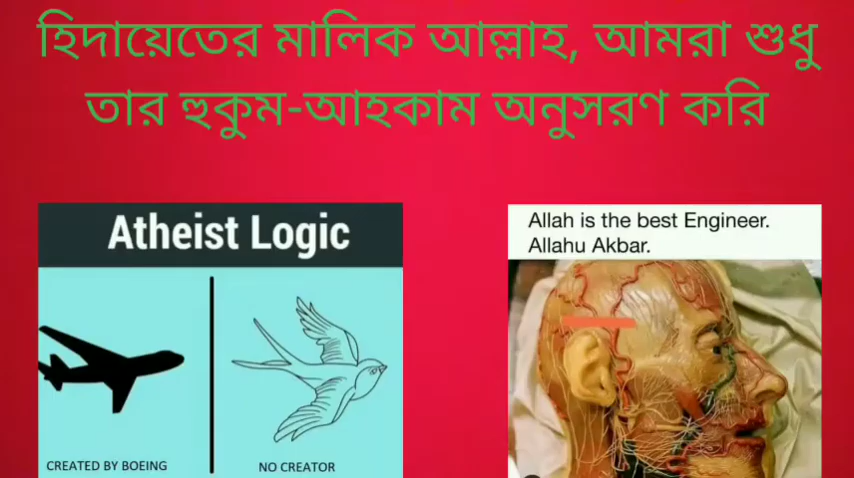 হিদায়েতের মালিক আল্লাহ, আমরা শুধু
তার হুকুম-আহকাম অনুসরণ করি
Atheist Logic
CREATED BY BOEING
NO CREATOR
Allah is the best Engineer.
Allahu Akbar.